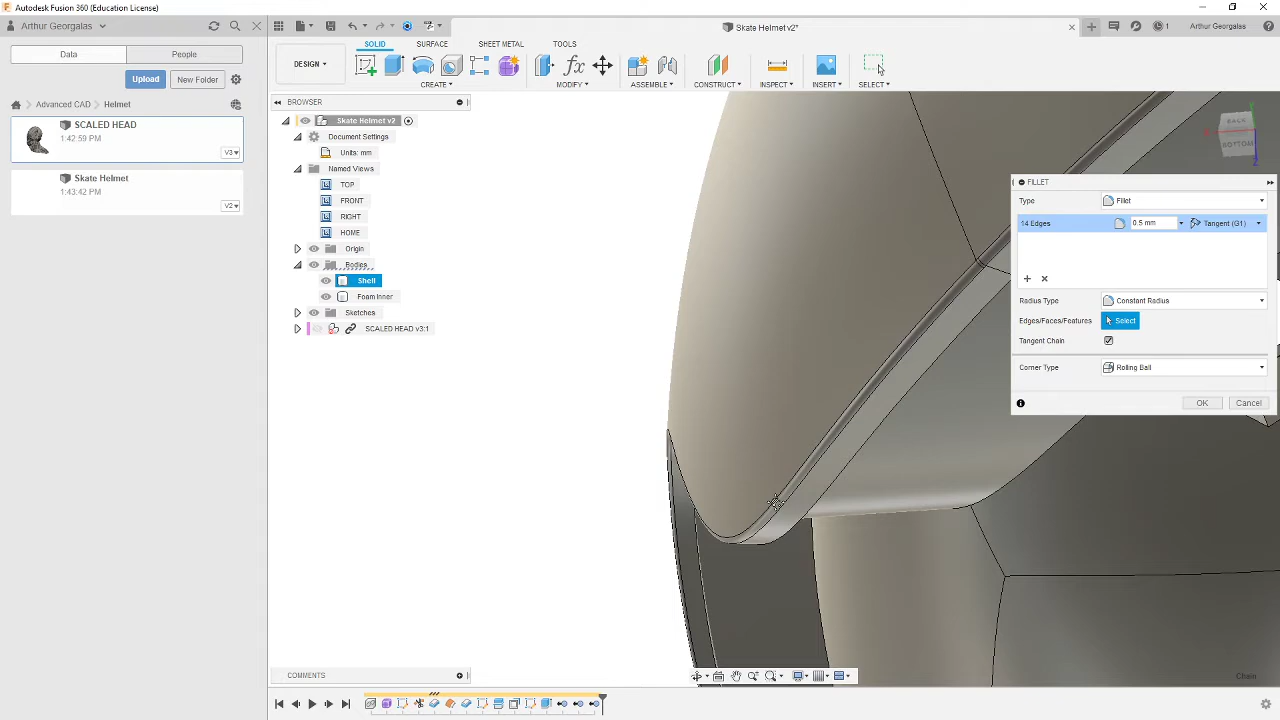 Autodesk Fusion 360 (Education License)
Arthur Georgalas
Skate Helmet v2*
1
Arthur Georgalas
Data
People
DESIGN
SOLID
SURFACE
SHEET METAL
TOOLS
CREATE
MODIFY
ASSEMBLE
CONSTRUCT
INSPECT
INSERT
SELECT
Upload
New Folder
Advanced CAD
Helmet
SCALED HEAD
1:42:59 PM
V3
Skate Helmet
1:43:42 PM
V2
BROWSER
Skate Helmet v2
Document Settings
Units: mm
Named Views
TOP
FRONT
RIGHT
HOME
Origin
Bodies
Shell
Foam Inner
Sketches
SCALED HEAD v3:1
BACK
BOTTOM
Z
FILLET
Type
Fillet
14 Edges
0.5 mm
Tangent (G1)
Radius Type
Constant Radius
Edges/Faces/Features
Select
Tangent Chain
Corner Type
Rolling Ball
OK
Cancel
COMMENTS
Chain